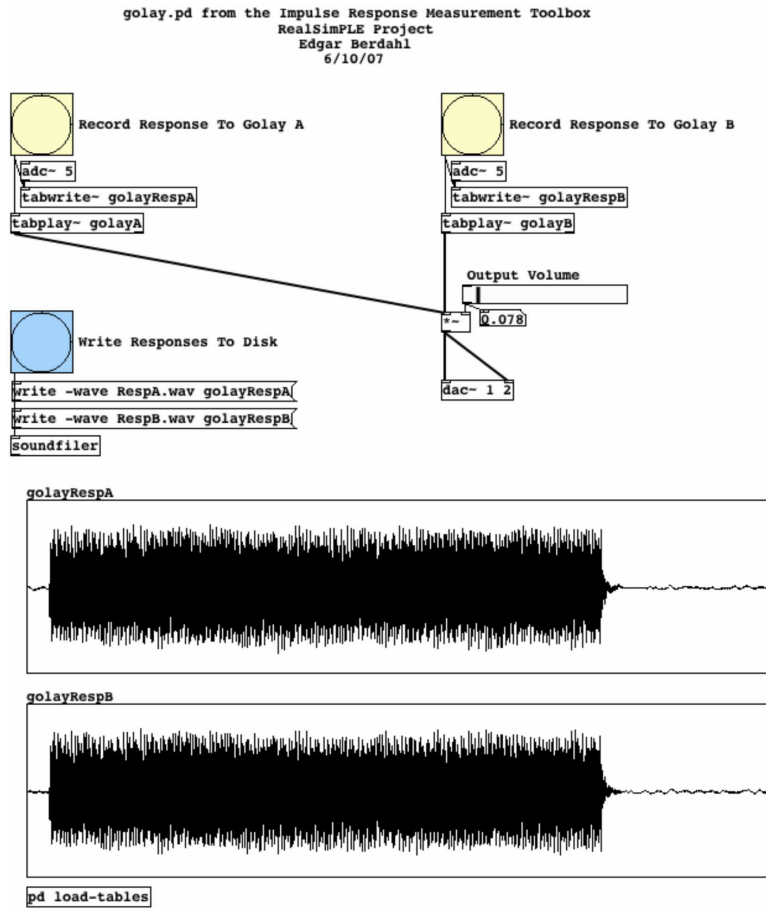 golay.pd from the Impulse Response Measurement Toolbox
RealSimPLE Project
Edgar Berdahl
6/10/07
Record Response To Golay A
Record Response To Golay B
adc~ 5
adc~ 5
tabwrite~ golayRespA
tabwrite~ golayRespB
tabplay~ golayA
tabplay~ golayB
Output Volume
*~
0.078
Write Responses To Disk
write -wave RespA.wav golayRespA
dac~ 1 2
write -wave RespB.wav golayRespB
soundfiler
golayRespA
golayRespB
pd load-tables